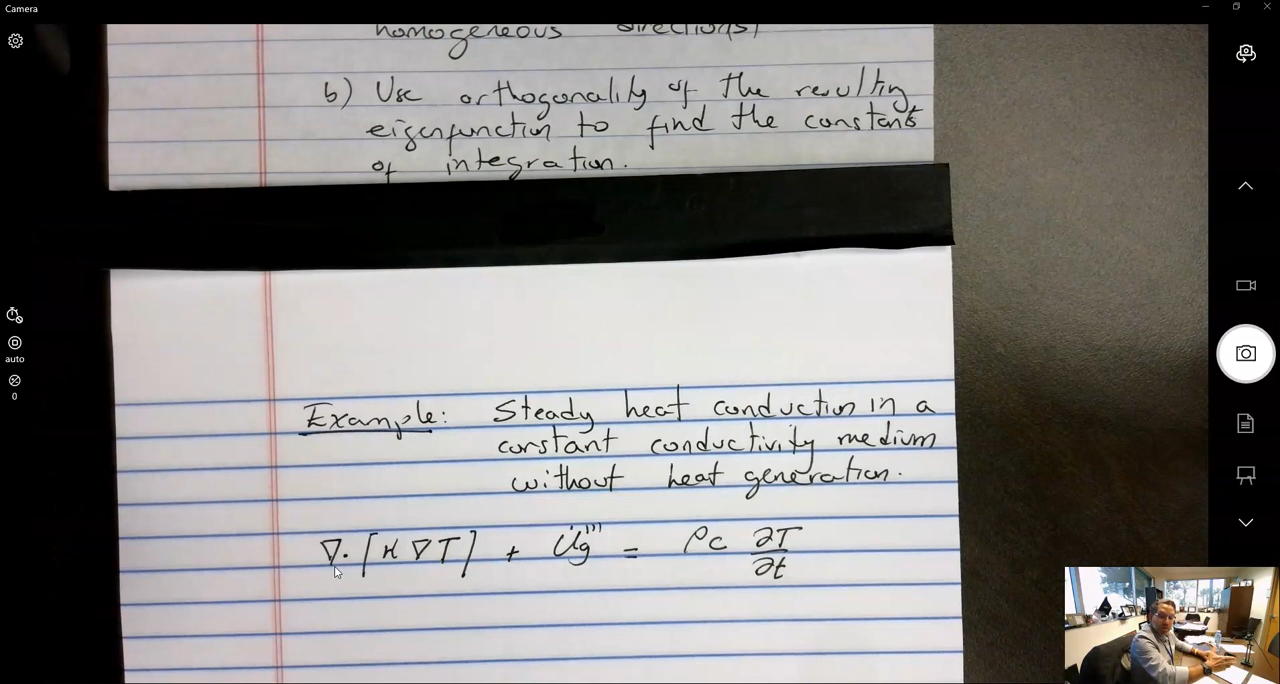 Camera
homogeneous direction(s)
b) Use orthogonality of the resulting
eigenfunction to find the constants
of integration.
Example: Steady heat conduction in a
constant conductivity medium
without heat generation.
∇·[K∇T] + U̇g''' = ρc ∂T/∂t
auto
0